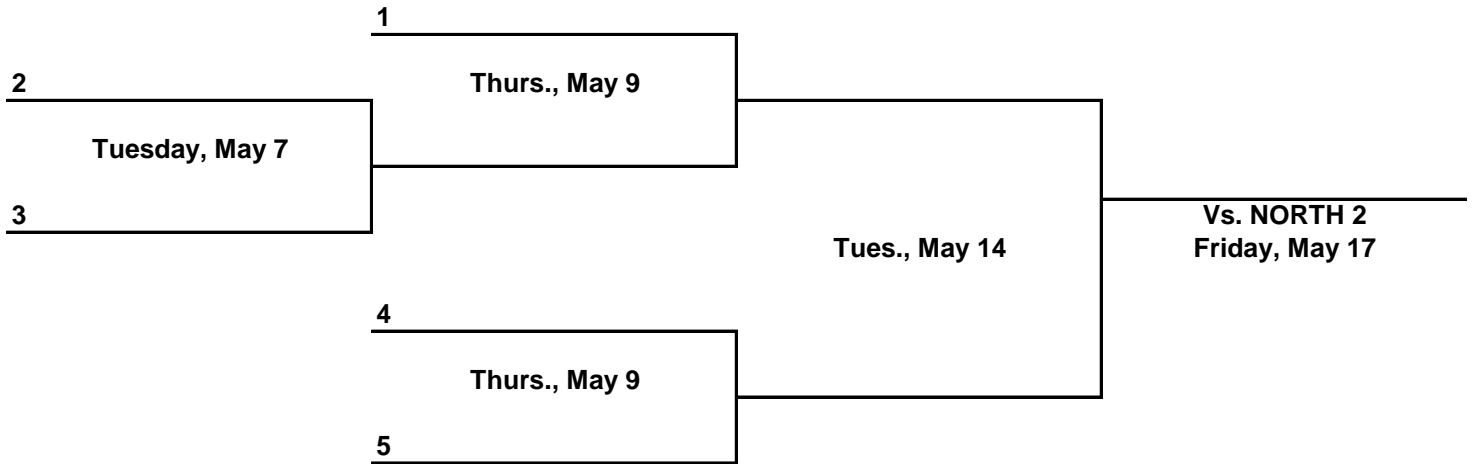 1
2
Thurs., May 9
Tuesday, May 7
3
Vs. NORTH 2
Friday, May 17
Tues., May 14
4
Thurs., May 9
5